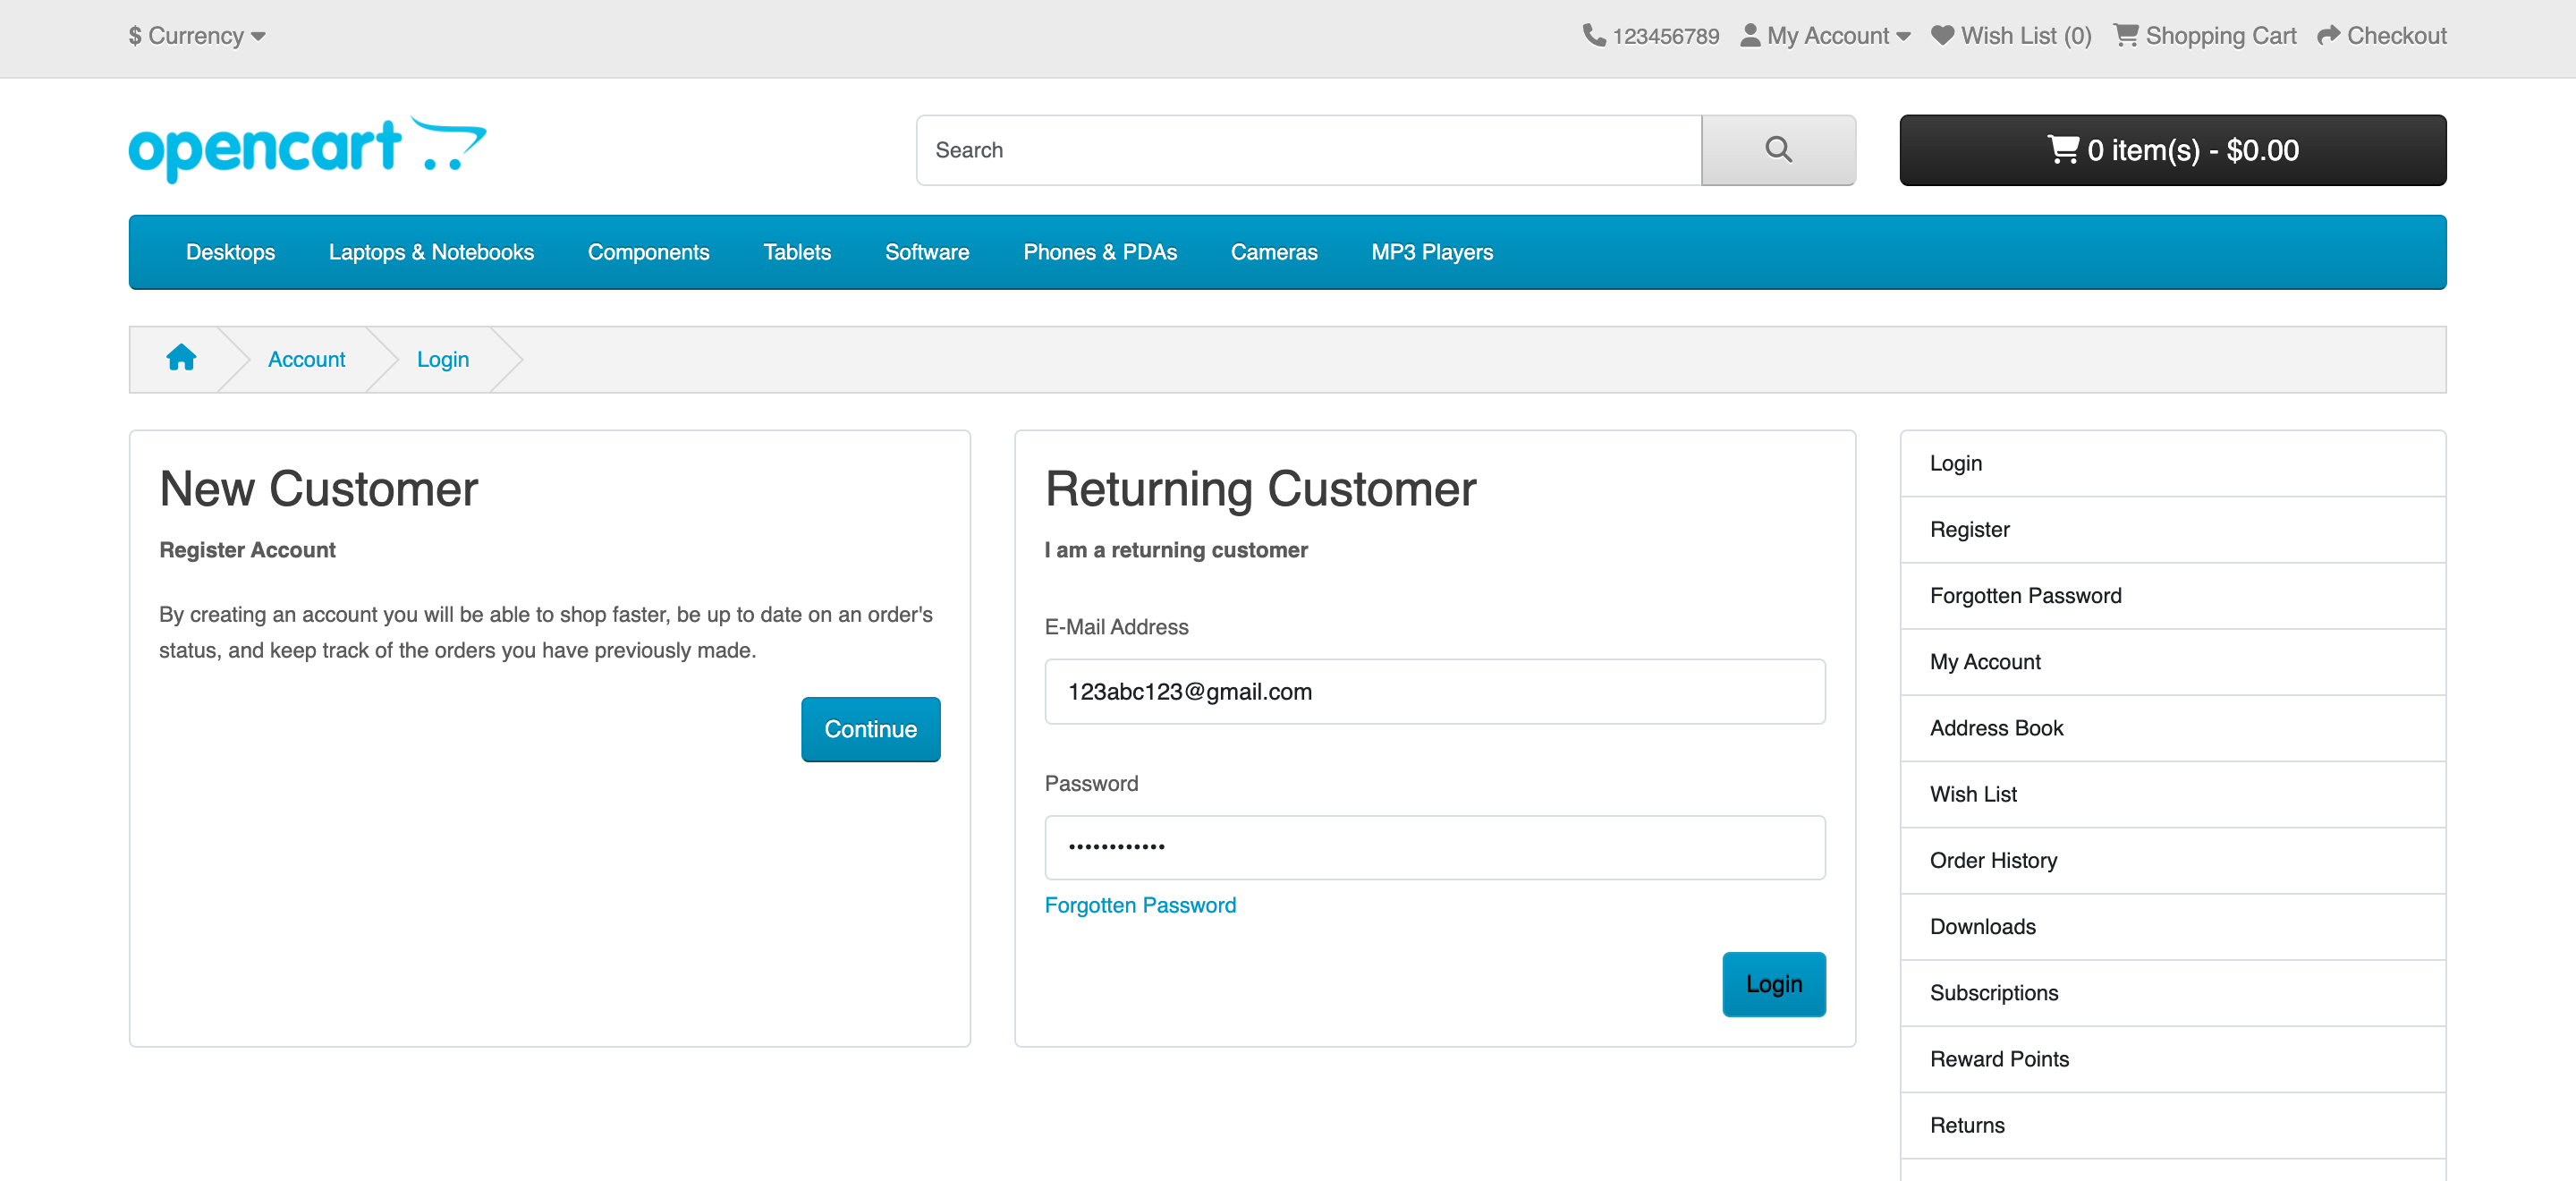 $ Currency
123456789 My Account Wish List (0) Shopping Cart Checkout
opencart
Search
0 item(s) - $0.00
Desktops Laptops & Notebooks Components Tablets Software Phones & PDAs Cameras MP3 Players
Account Login
New Customer
Register Account
By creating an account you will be able to shop faster, be up to date on an order's
status, and keep track of the orders you have previously made.
Continue
Returning Customer
I am a returning customer
E-Mail Address
123abc123@gmail.com
Password
••••••••••••
Forgotten Password
Login
Login
Register
Forgotten Password
My Account
Address Book
Wish List
Order History
Downloads
Subscriptions
Reward Points
Returns